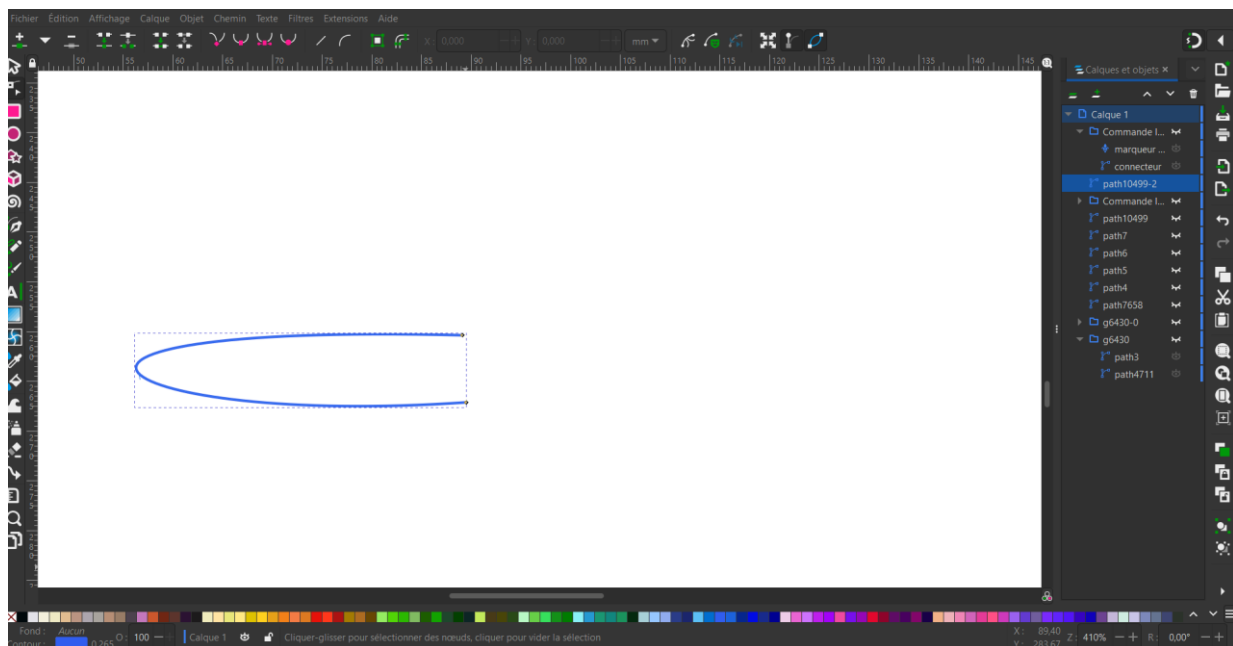 Fichier Édition Affichage Calque Objet Chemin Texte Filtres Extensions Aide
X: 0,000 Y: 0,000 mm
50 55 60 65 70 75 80 85 90 95 100 105 110 115 120 125 130 135 140 145
Calques et objets
Calque 1
Commande l...
marqueur ...
connecteur
path10499-2
Commande l...
path10499
path7
path6
path5
path4
path7658
g6430-0
g6430
path3
path4711
Fond : Aucun
Contour : 0,265
O: 100
Calque 1
Cliquer-glisser pour sélectionner des nœuds, cliquer pour vider la sélection
X: 89,40
Y: 283,67
Z: 410%
R: 0,00°